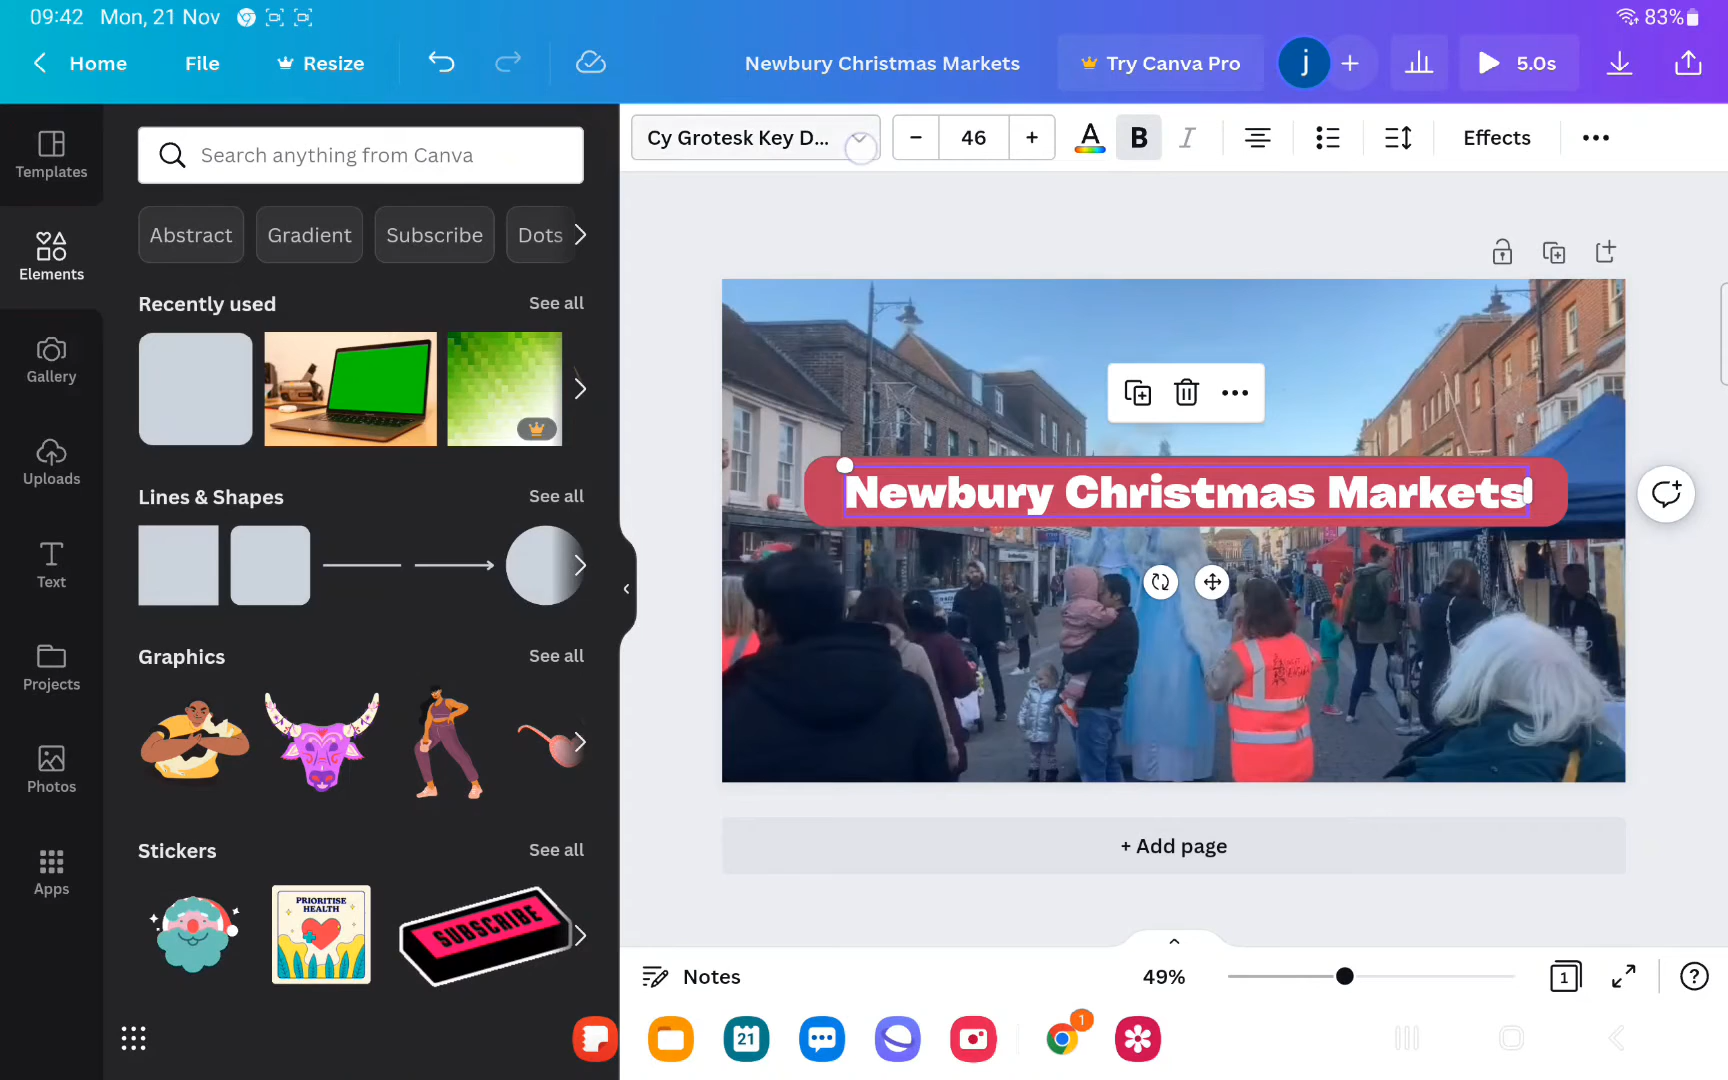 09:42 Mon, 21 Nov
83%
Home
File
Resize
Newbury Christmas Markets
Try Canva Pro
j
+
5.0s
Templates
Elements
Gallery
Uploads
Text
Projects
Photos
Apps
Search anything from Canva
Abstract
Gradient
Subscribe
Dots
Recently used
See all
Lines & Shapes
See all
Graphics
See all
Stickers
See all
PRIORITISE
HEALTH
SUBSCRIBE
Cy Grotesk Key D...
- 46 +
A
B
I
Effects
Newbury Christmas Markets
+ Add page
Notes
49%
1
?
21
1